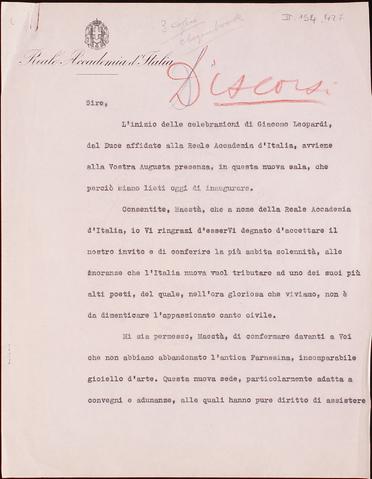 III. 154, 427
3 copie
Reale Accademia d'Italia
Discorsi
Sire,
L'inizio delle celebrazioni di Giacomo Leopardi,
dal Duce affidate alla Reale Accademia d'Italia, avviene
alla Vostra Augusta presenza, in questa nuova sala, che
perciò siamo lieti oggi di inaugurare.
Consentite, Maestà, che a nome della Reale Accademia
d'Italia, io Vi ringrazi d'esserVi degnato d'accettare il
nostro invito e di conferire la più ambita solennità, alle
onoranze che l'Italia nuova vuol tributare ad uno dei suoi più
alti poeti, del quale, nell'ora gloriosa che viviamo, non è
da dimenticare l'appassionato canto civile.
Mi sia permesso, Maestà, di confermare davanti a Voi
che non abbiamo abbandonato l'antica Farnesina, incomparabile
gioiello d'arte. Questa nuova sede, particolarmente adatta a
convegni e adunanze, alle quali hanno pure diritto di assistere